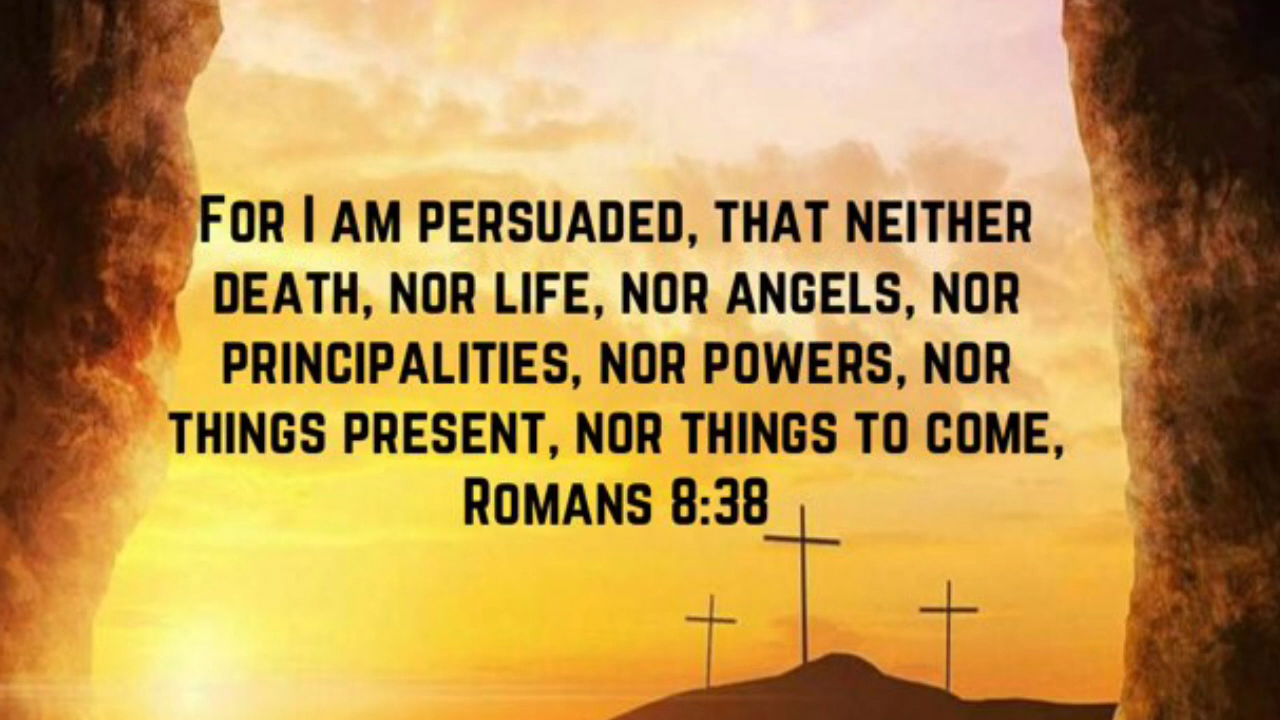 For I am persuaded, that neither
death, nor life, nor angels, nor
principalities, nor powers, nor
things present, nor things to come,
Romans 8:38